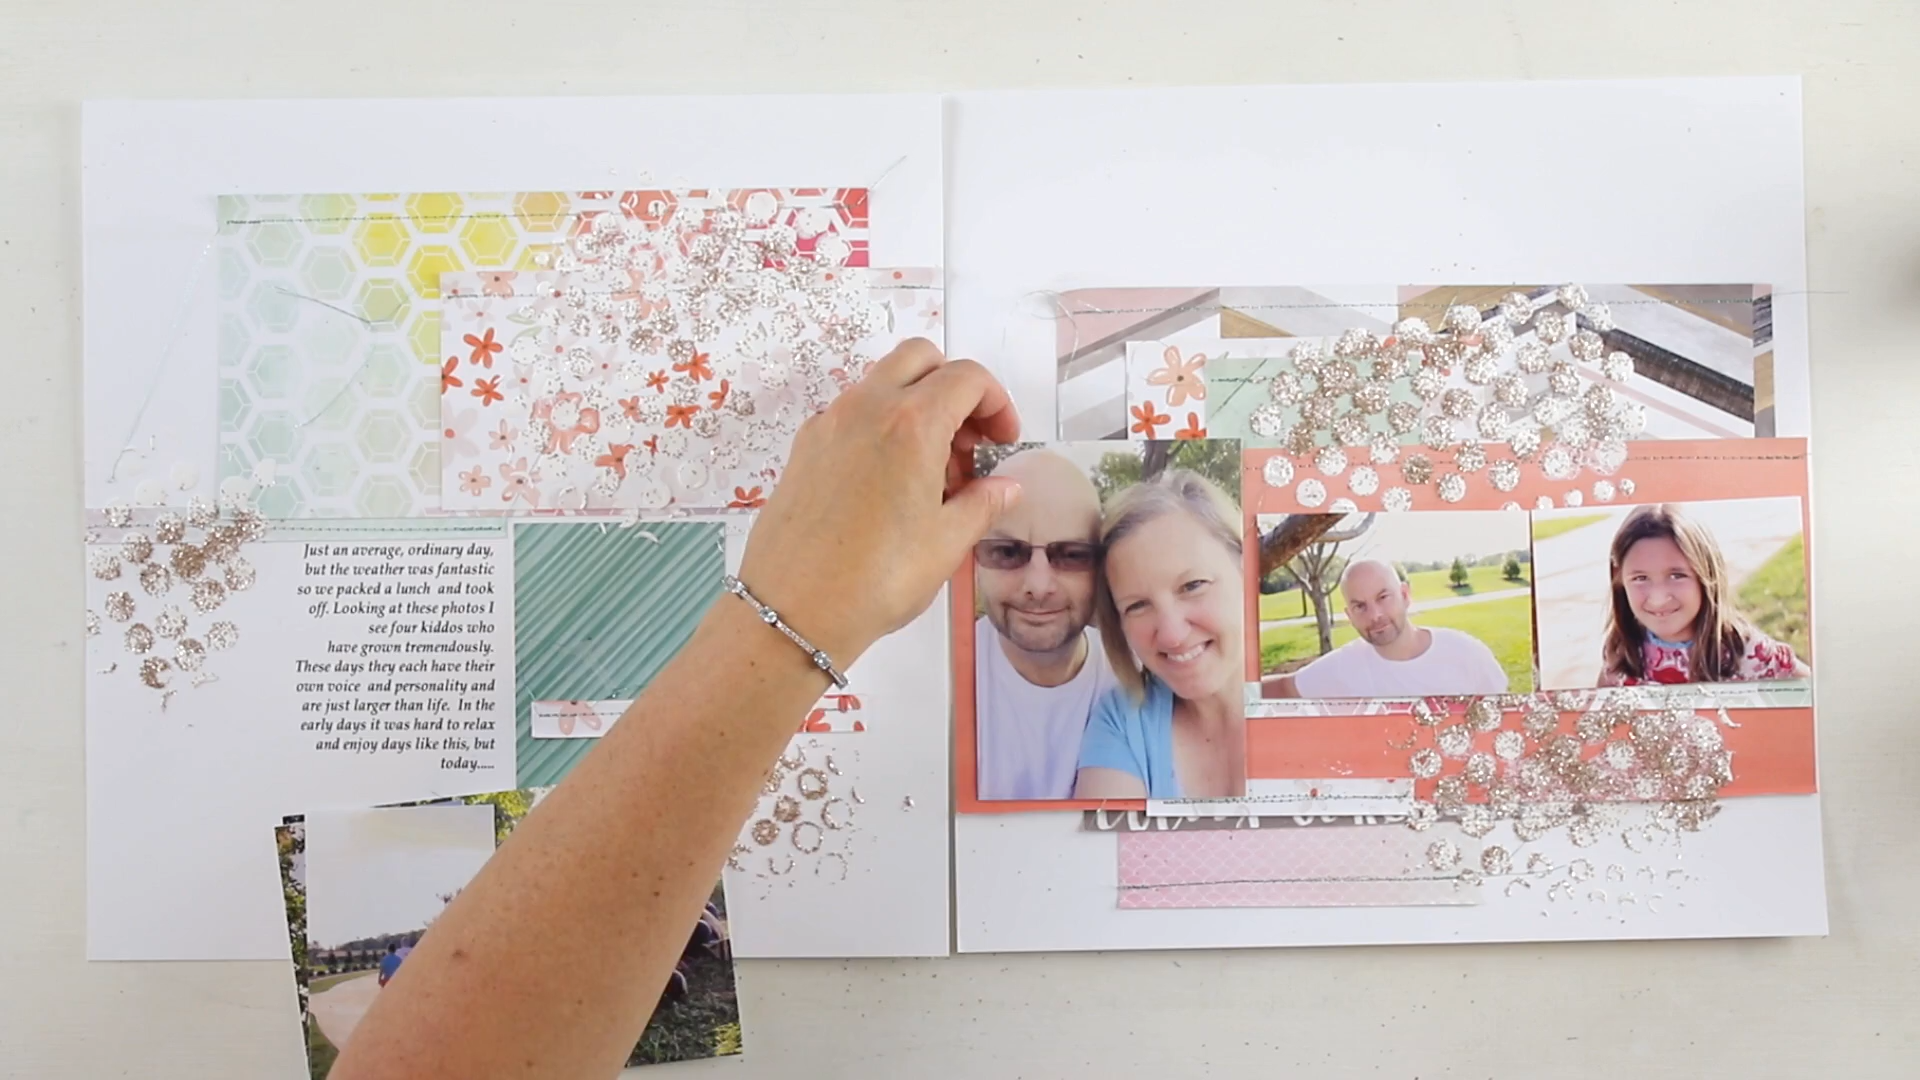 Just an average, ordinary day,
but the weather was fantastic
so we packed a lunch and took
off. Looking at these photos I
see four kiddos who
have grown tremendously.
These days they each have their
own voice and personality and
are just larger than life. In the
early days it was hard to relax
and enjoy days like this, but
today.....